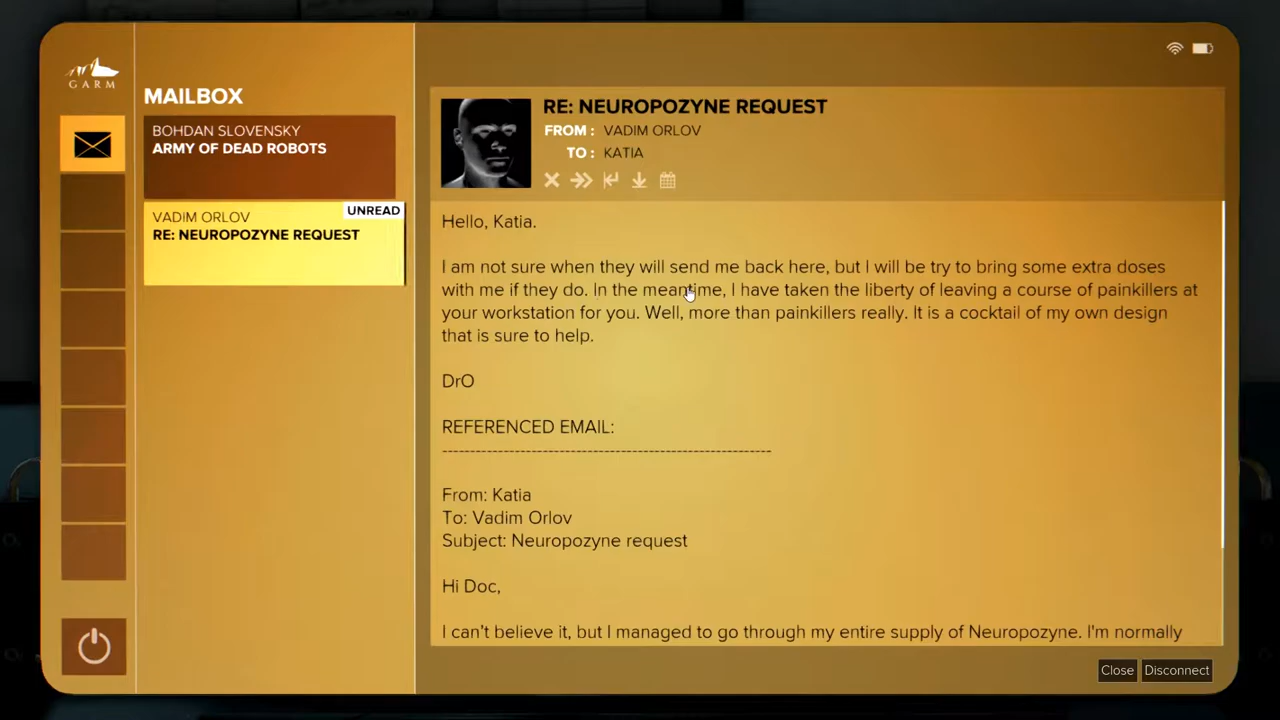 GARM
MAILBOX
BOHDAN SLOVENSKY
ARMY OF DEAD ROBOTS
UNREAD
VADIM ORLOV
RE: NEUROPOZYNE REQUEST
RE: NEUROPOZYNE REQUEST
FROM : VADIM ORLOV
TO : KATIA
Hello, Katia.
I am not sure when they will send me back here, but I will be try to bring some extra doses
with me if they do. In the meantime, I have taken the liberty of leaving a course of painkillers at
your workstation for you. Well, more than painkillers really. It is a cocktail of my own design
that is sure to help.
DrO
REFERENCED EMAIL:
------------------------------------------------------------
From: Katia
To: Vadim Orlov
Subject: Neuropozyne request
Hi Doc,
I can't believe it, but I managed to go through my entire supply of Neuropozyne. I'm normally
Close Disconnect